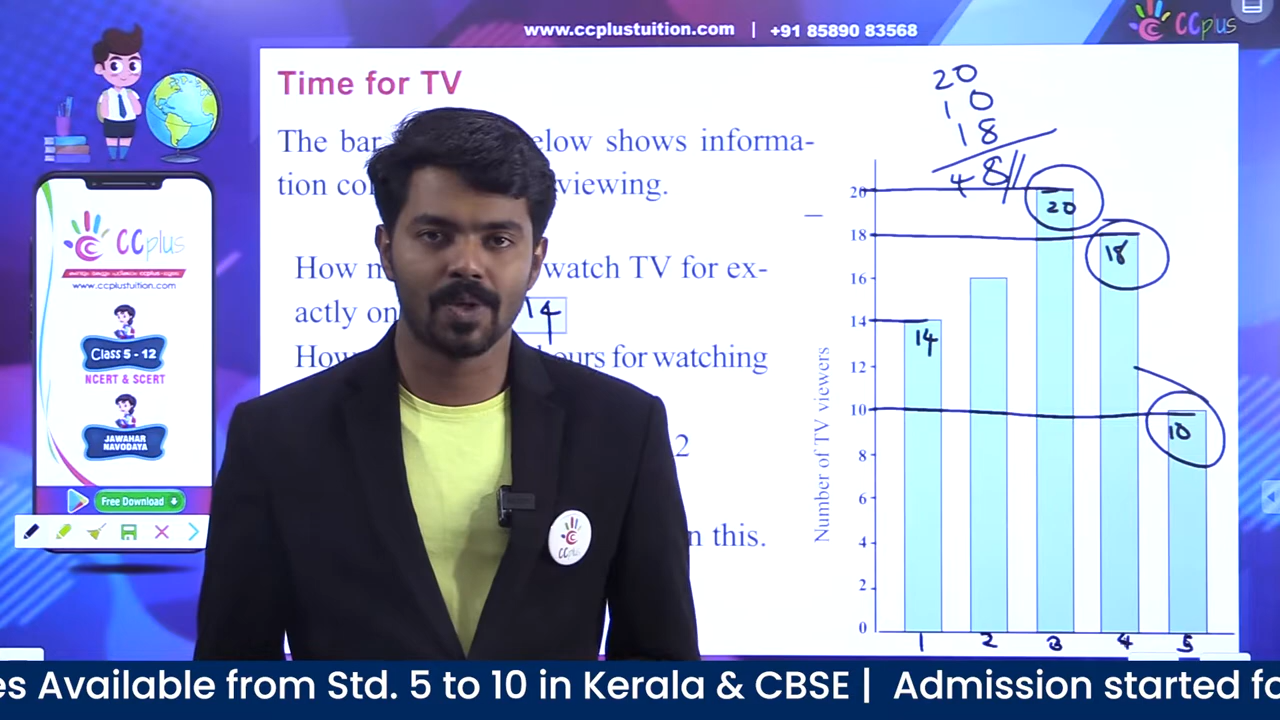 www.ccplustuition.com | +91 85890 83568
CCplus
Time for TV
The bar elow shows informa-
tion co viewing.
How m watch TV for ex-
actly on 14
How ours for watching
2
n this.
20
10
18
48//
Number of TV viewers
20
18
16
14
12
10
8
6
4
2
0
14
20
18
10
1 2 3 4 5
CCplus
www.ccplustuition.com
Class 5 - 12
NCERT & SCERT
JAWAHAR
NAVODAYA
Free Download
CCplus
es Available from Std. 5 to 10 in Kerala & CBSE | Admission started fo